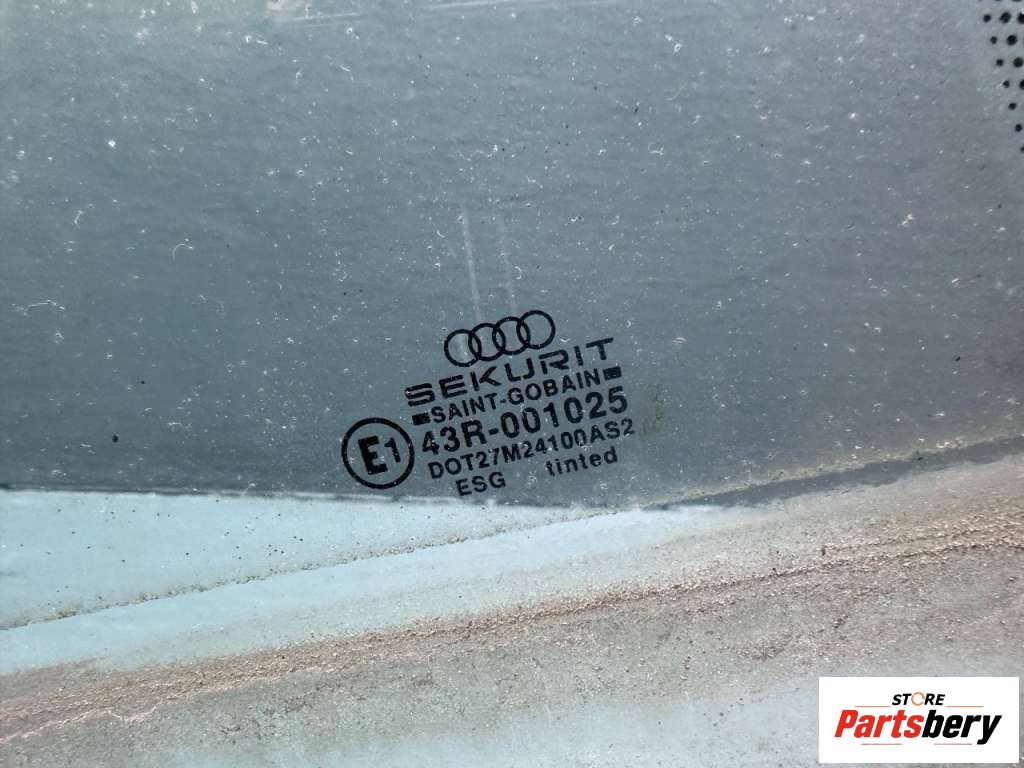 SEKURIT
SAINT-GOBAIN
E1
43R-001025
DOT27M24100AS2
ESG tinted
STORE
Partsbery